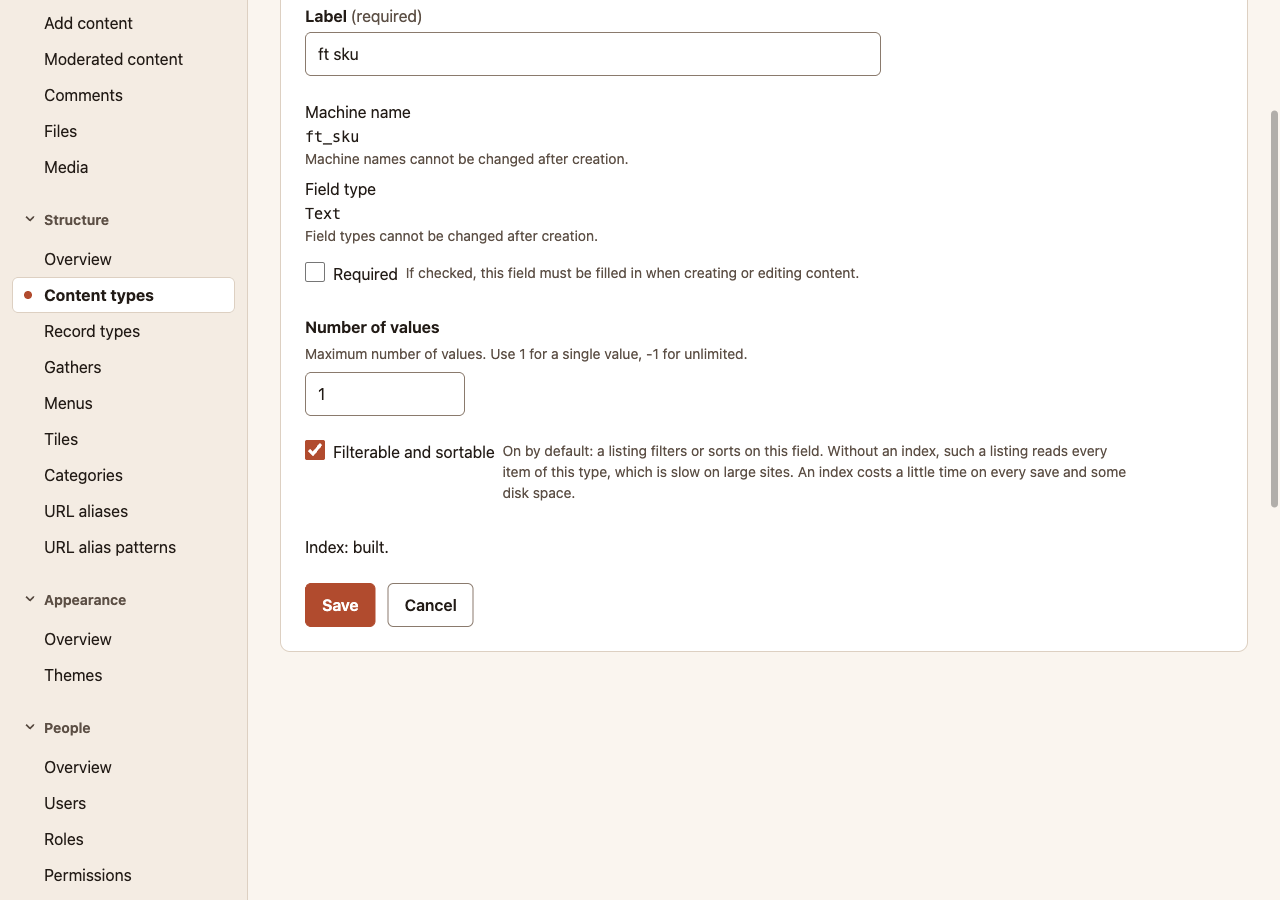 Add content
Moderated content
Comments
Files
Media
Structure
Overview
Content types
Record types
Gathers
Menus
Tiles
Categories
URL aliases
URL alias patterns
Appearance
Overview
Themes
People
Overview
Users
Roles
Permissions
Label (required)
ft sku
Machine name
ft_sku
Machine names cannot be changed after creation.
Field type
Text
Field types cannot be changed after creation.
Required If checked, this field must be filled in when creating or editing content.
Number of values
Maximum number of values. Use 1 for a single value, -1 for unlimited.
1
Filterable and sortable On by default: a listing filters or sorts on this field. Without an index, such a listing reads every
item of this type, which is slow on large sites. An index costs a little time on every save and some
disk space.
Index: built.
Save Cancel